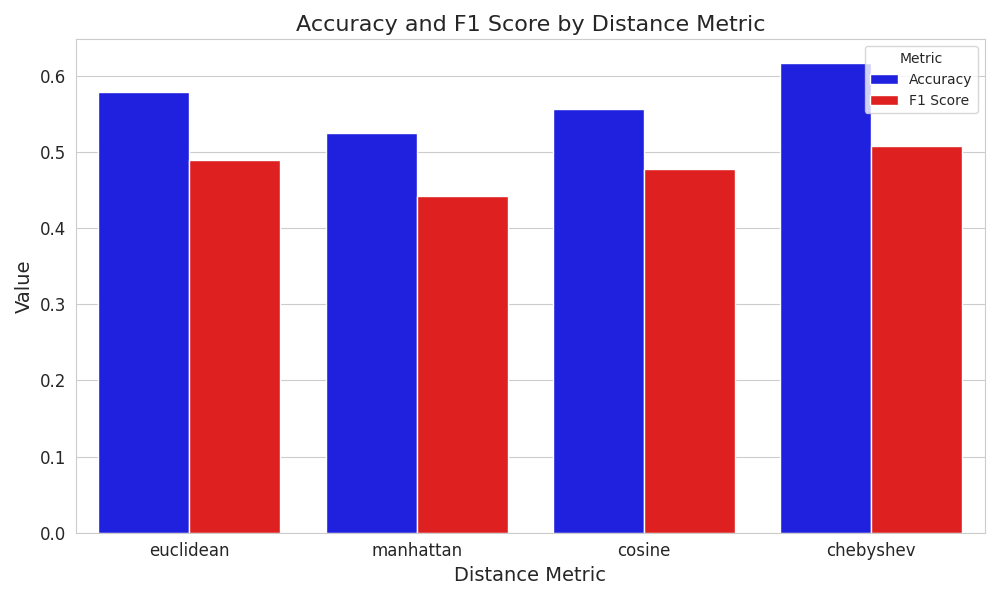 Accuracy and F1 Score by Distance Metric
Metric
Accuracy
F1 Score
Value
0.6
0.5
0.4
0.3
0.2
0.1
0.0
euclidean manhattan cosine chebyshev
Distance Metric